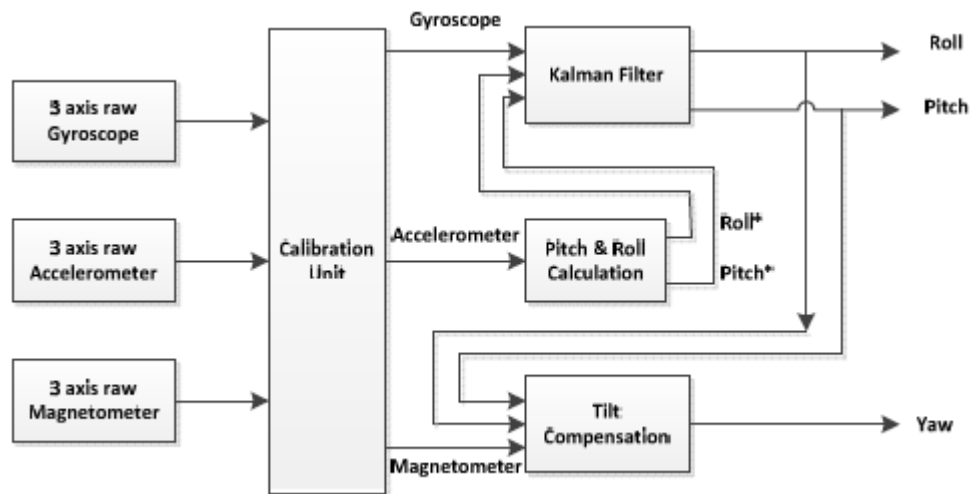 Gyroscope
Roll
Kalman Filter
Pitch
3 axis raw
Gyroscope
Roll*
3 axis raw
Accelerometer
Calibration
Unit
Accelerometer
Pitch & Roll
Calculation
Pitch*
3 axis raw
Magnetometer
Tilt
Compensation
Yaw
Magnetometer